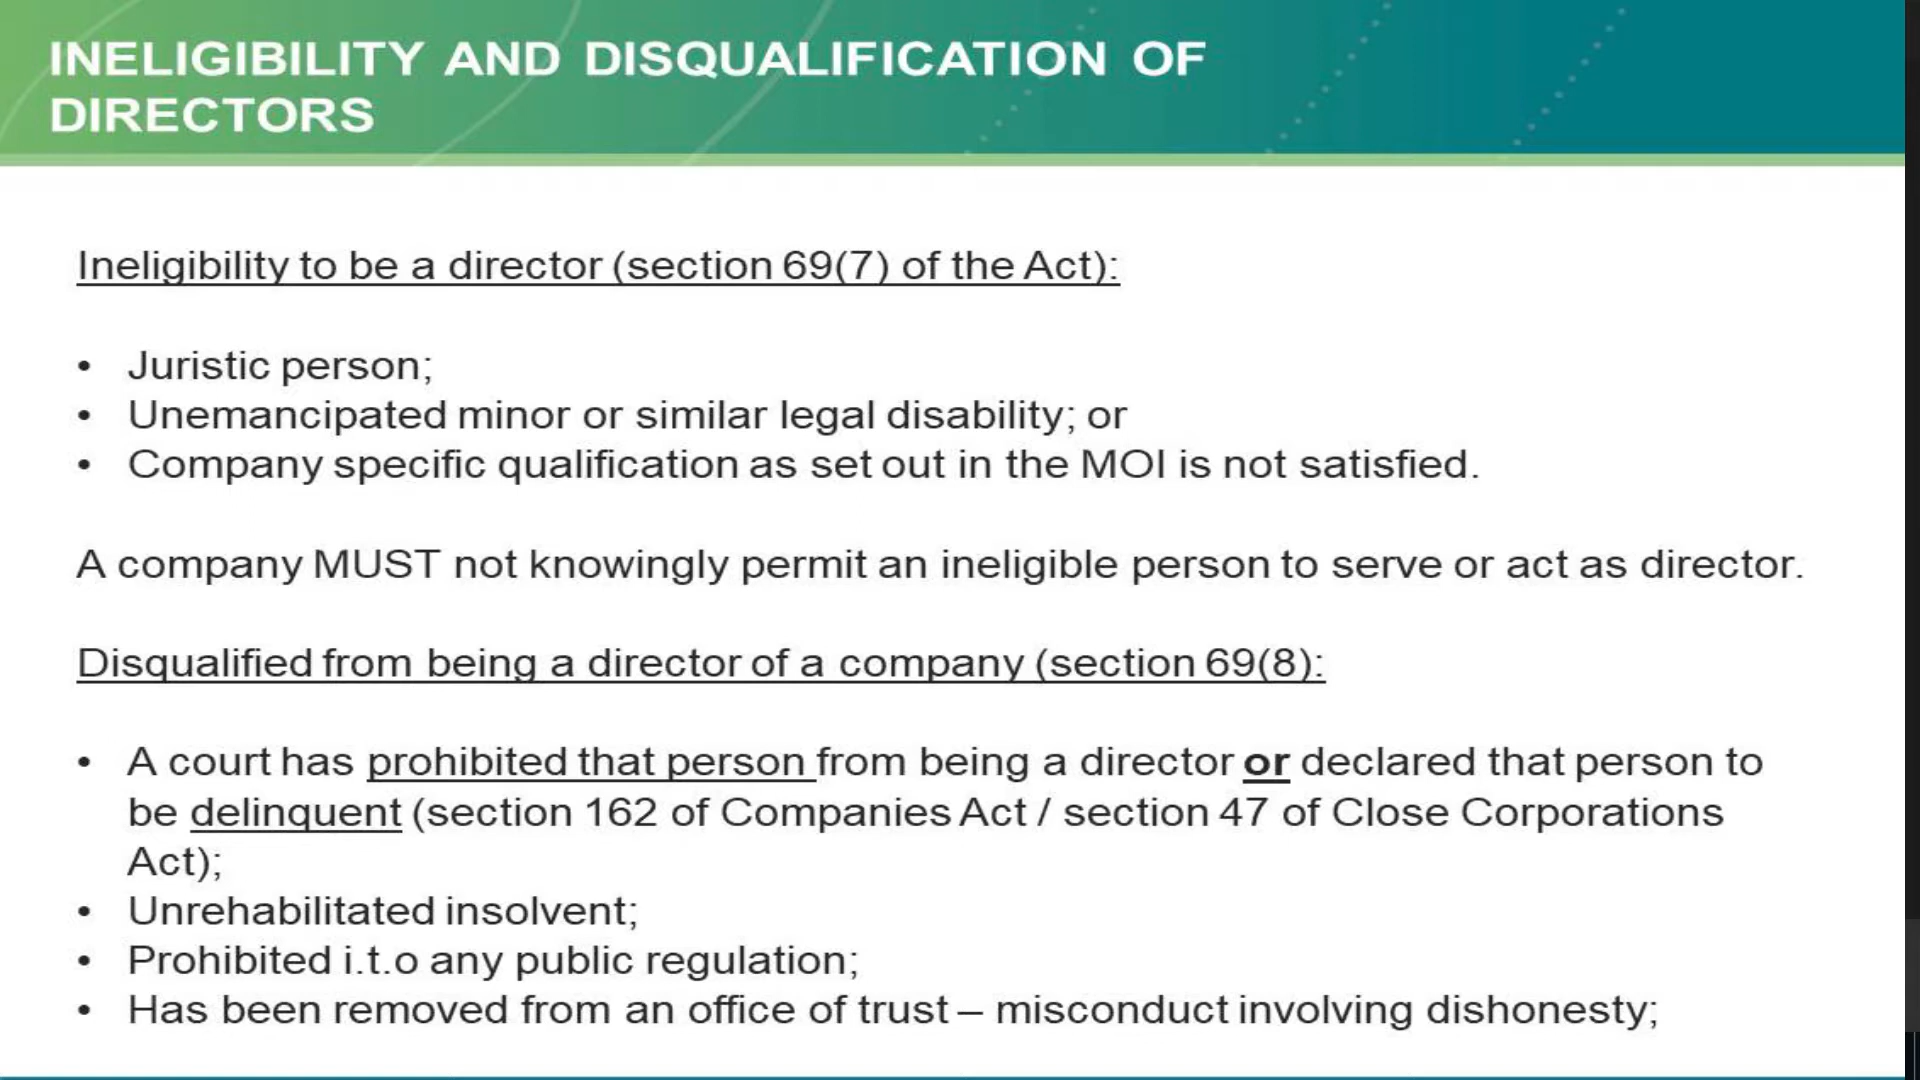 INELIGIBILITY AND DISQUALIFICATION OF
DIRECTORS
Ineligibility to be a director (section 69(7) of the Act):
• Juristic person;
• Unemancipated minor or similar legal disability; or
• Company specific qualification as set out in the MOI is not satisfied.
A company MUST not knowingly permit an ineligible person to serve or act as director.
Disqualified from being a director of a company (section 69(8):
• A court has prohibited that person from being a director or declared that person to
be delinquent (section 162 of Companies Act / section 47 of Close Corporations
Act);
• Unrehabilitated insolvent;
• Prohibited i.t.o any public regulation;
• Has been removed from an office of trust – misconduct involving dishonesty;